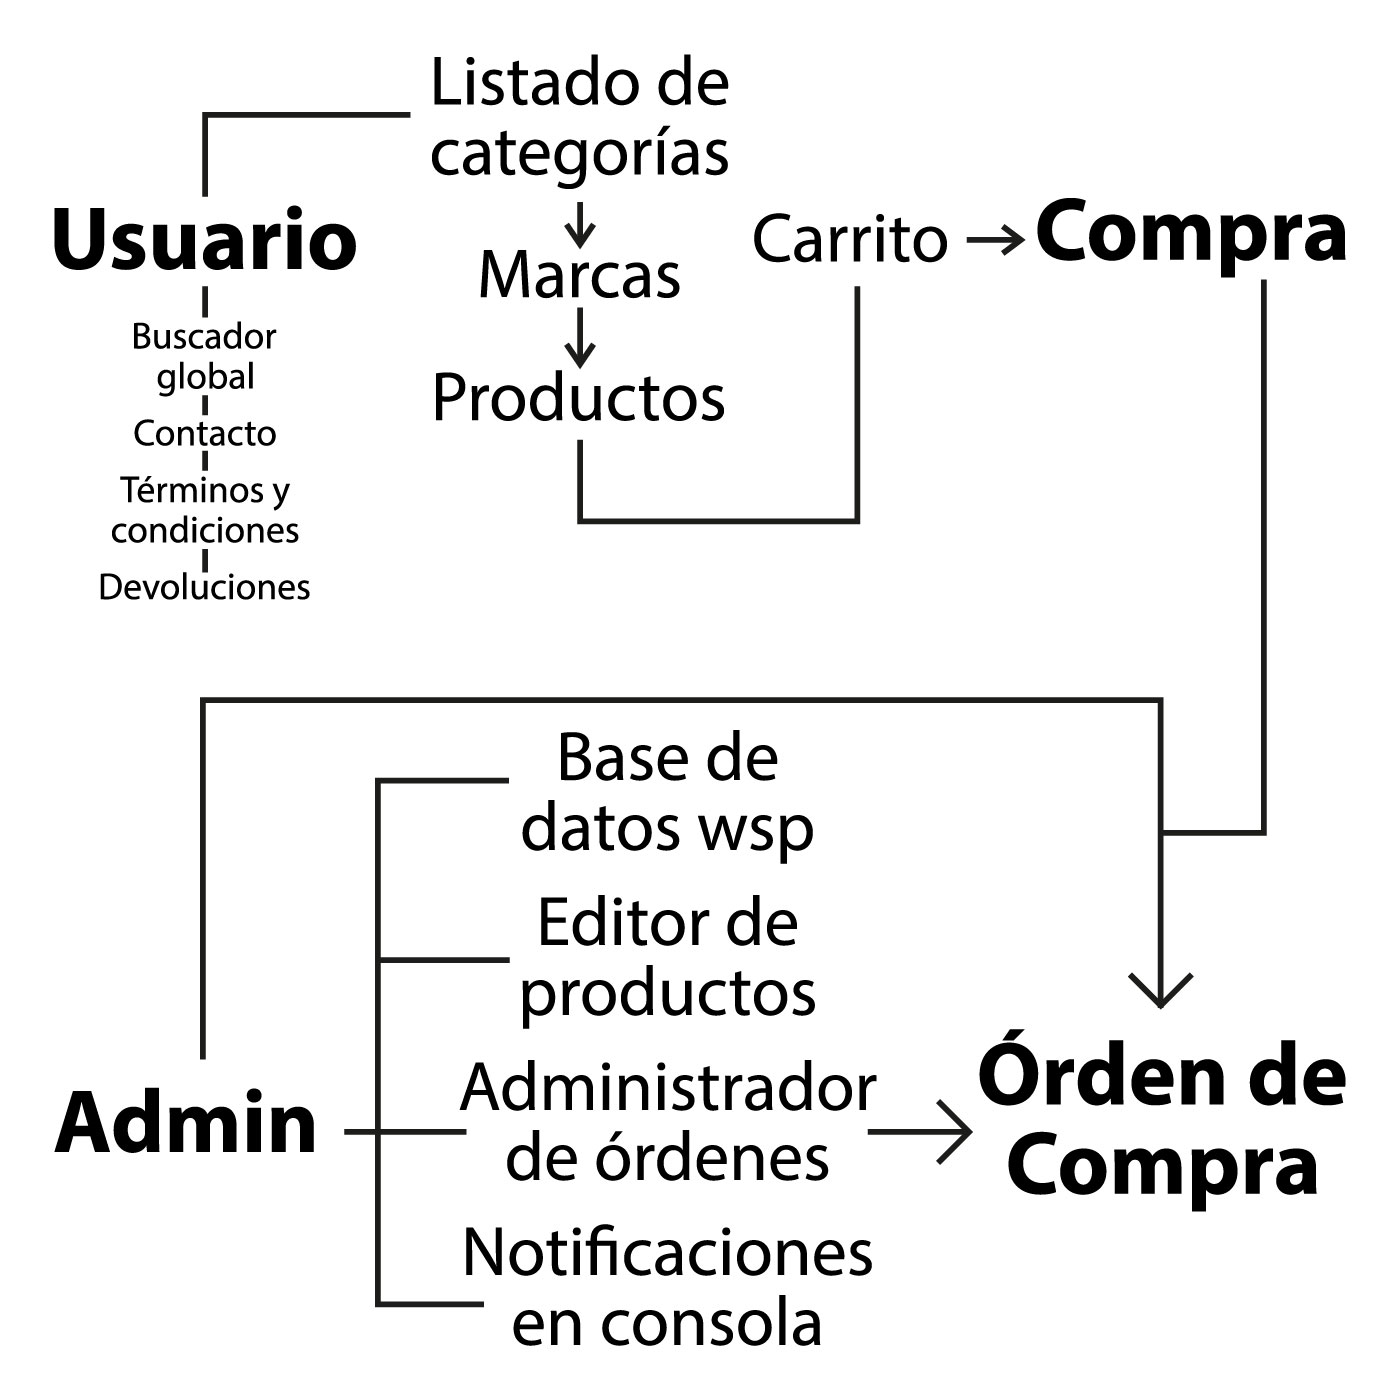 Listado de
categorías
Usuario
Marcas
Carrito
Compra
Productos
Buscador
global
Contacto
Términos y
condiciones
Devoluciones
Base de
datos wsp
Editor de
productos
Admin
Administrador
de órdenes
Órden de
Compra
Notificaciones
en consola